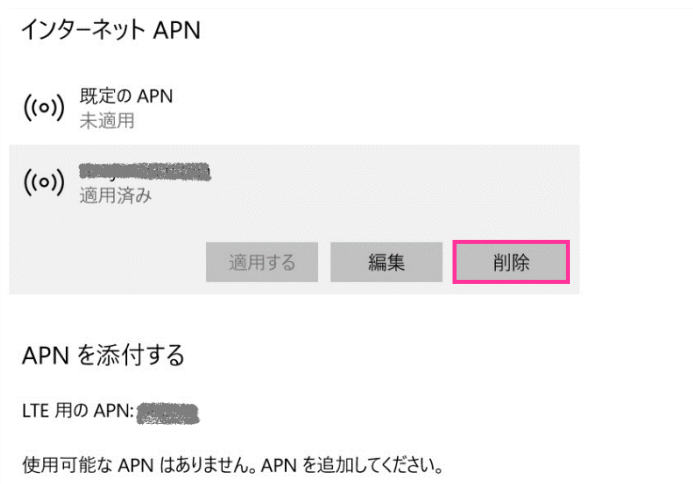 インターネット APN
既定の APN
未適用
適用済み
適用する 編集 削除
APN を添付する
LTE 用の APN:
使用可能な APN はありません。APN を追加してください。